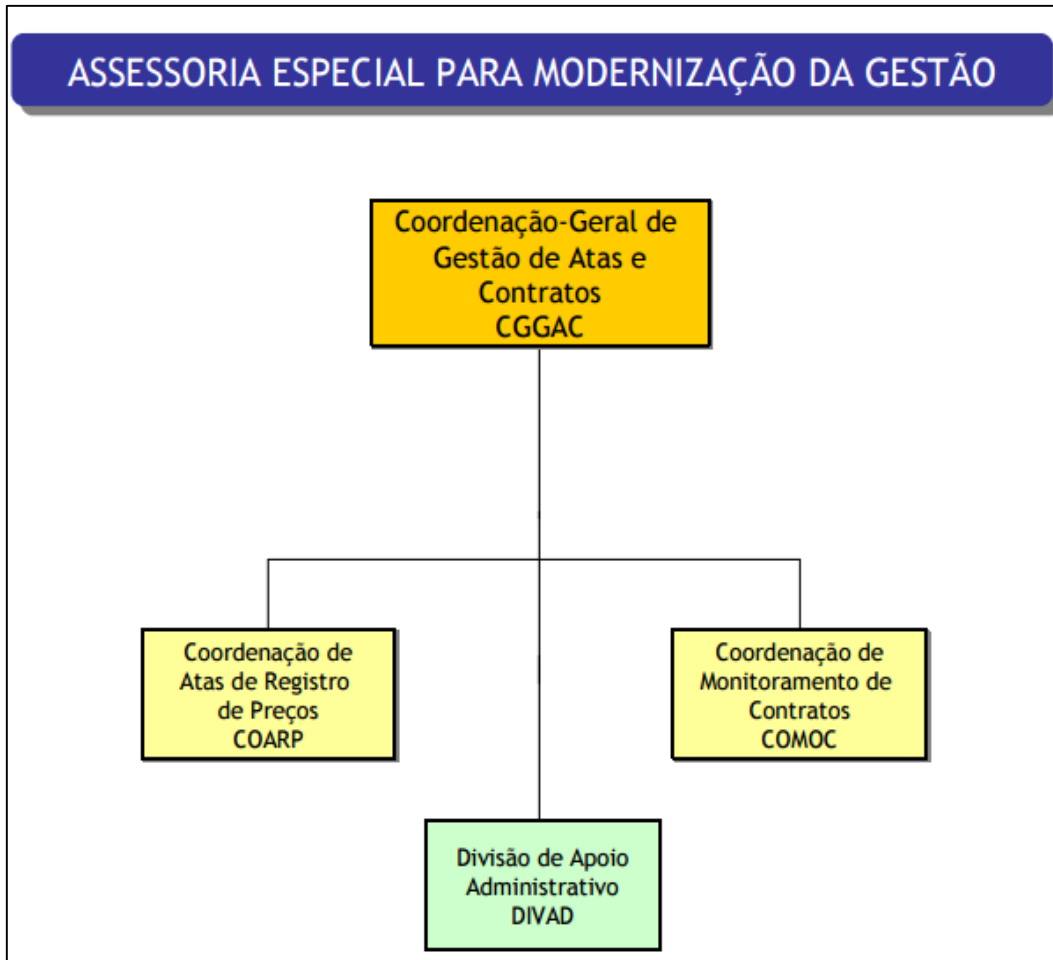 ASSESSORIA ESPECIAL PARA MODERNIZAÇÃO DA GESTÃO
Coordenação-Geral de
Gestão de Atas e
Contratos
CGGAC
Coordenação de
Atas de Registro
de Preços
COARP
Coordenação de
Monitoramento de
Contratos
COMOC
Divisão de Apoio
Administrativo
DIVAD